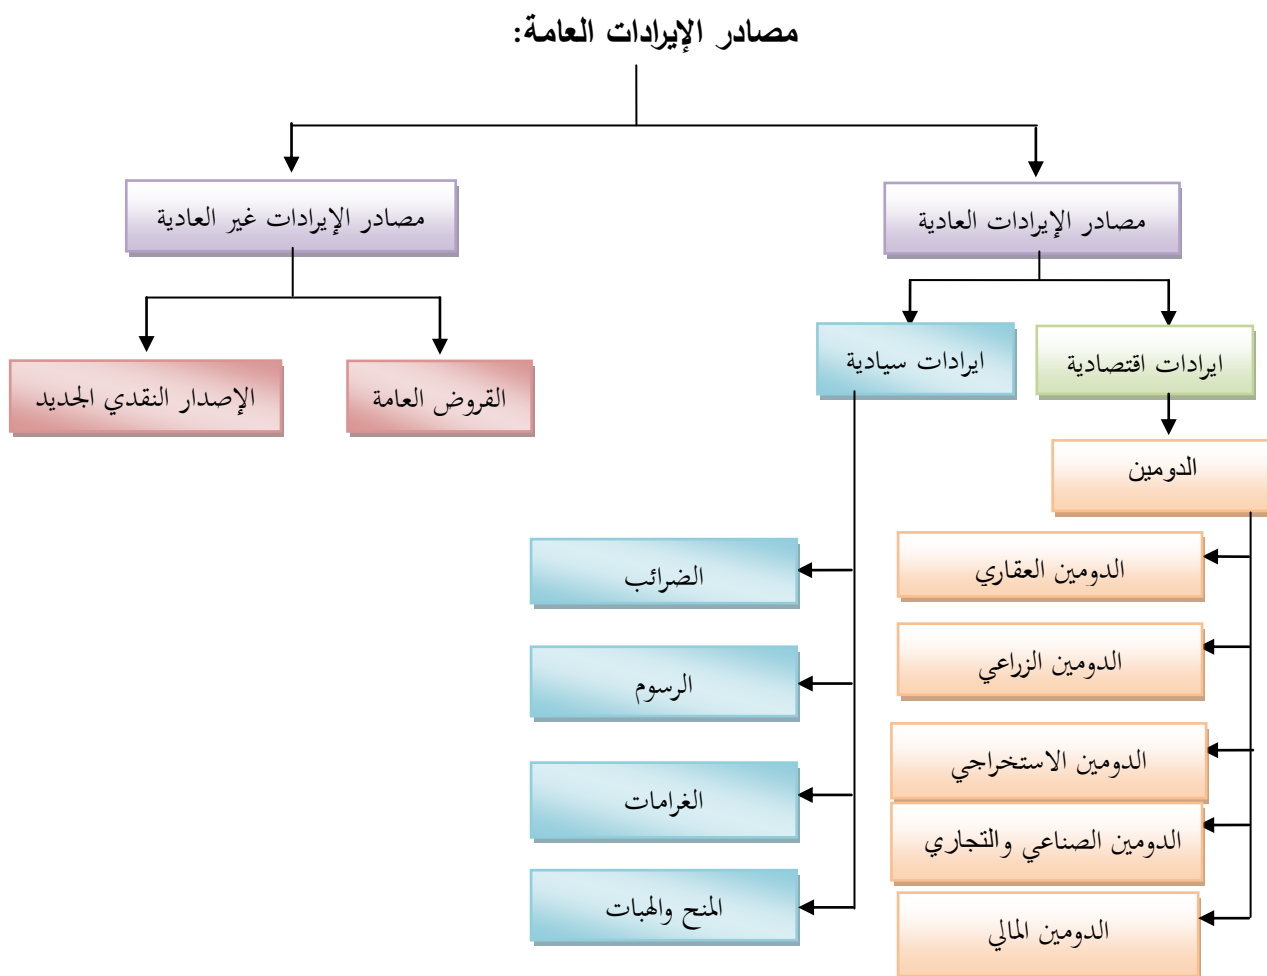 مصادر الإيرادات العامة:
مصادر الإيرادات العادية
مصادر الإيرادات غير العادية
ايرادات اقتصادية
ايرادات سيادية
القروض العامة
الإصدار النقدي الجديد
الدومين
الدومين العقاري
الدومين الزراعي
الدومين الاستخراجي
الدومين الصناعي والتجاري
الدومين المالي
الضرائب
الرسوم
الغرامات
المنح والهبات